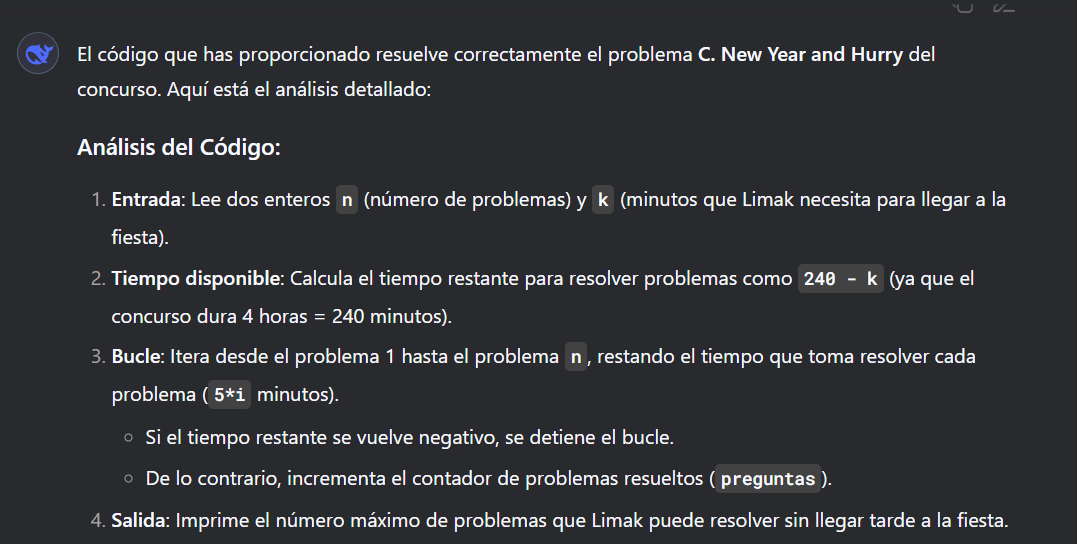 El código que has proporcionado resuelve correctamente el problema C. New Year and Hurry del
concurso. Aquí está el análisis detallado:
Análisis del Código:
1. Entrada: Lee dos enteros n (número de problemas) y k (minutos que Limak necesita para llegar a la
fiesta).
2. Tiempo disponible: Calcula el tiempo restante para resolver problemas como 240 - k (ya que el
concurso dura 4 horas = 240 minutos).
3. Bucle: Itera desde el problema 1 hasta el problema n, restando el tiempo que toma resolver cada
problema (5*i minutos).
○ Si el tiempo restante se vuelve negativo, se detiene el bucle.
○ De lo contrario, incrementa el contador de problemas resueltos (preguntas).
4. Salida: Imprime el número máximo de problemas que Limak puede resolver sin llegar tarde a la fiesta.